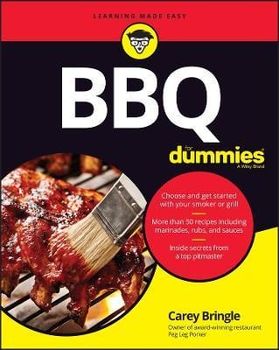 LEARNING MADE EASY
BBQ
for
dummies
A Wiley Brand
Choose and get started
with your smoker or grill
More than 50 recipes including
marinades, rubs, and sauces
Inside secrets from
a top pitmaster
Carey Bringle
Owner of award-winning restaurant
Peg Leg Porker